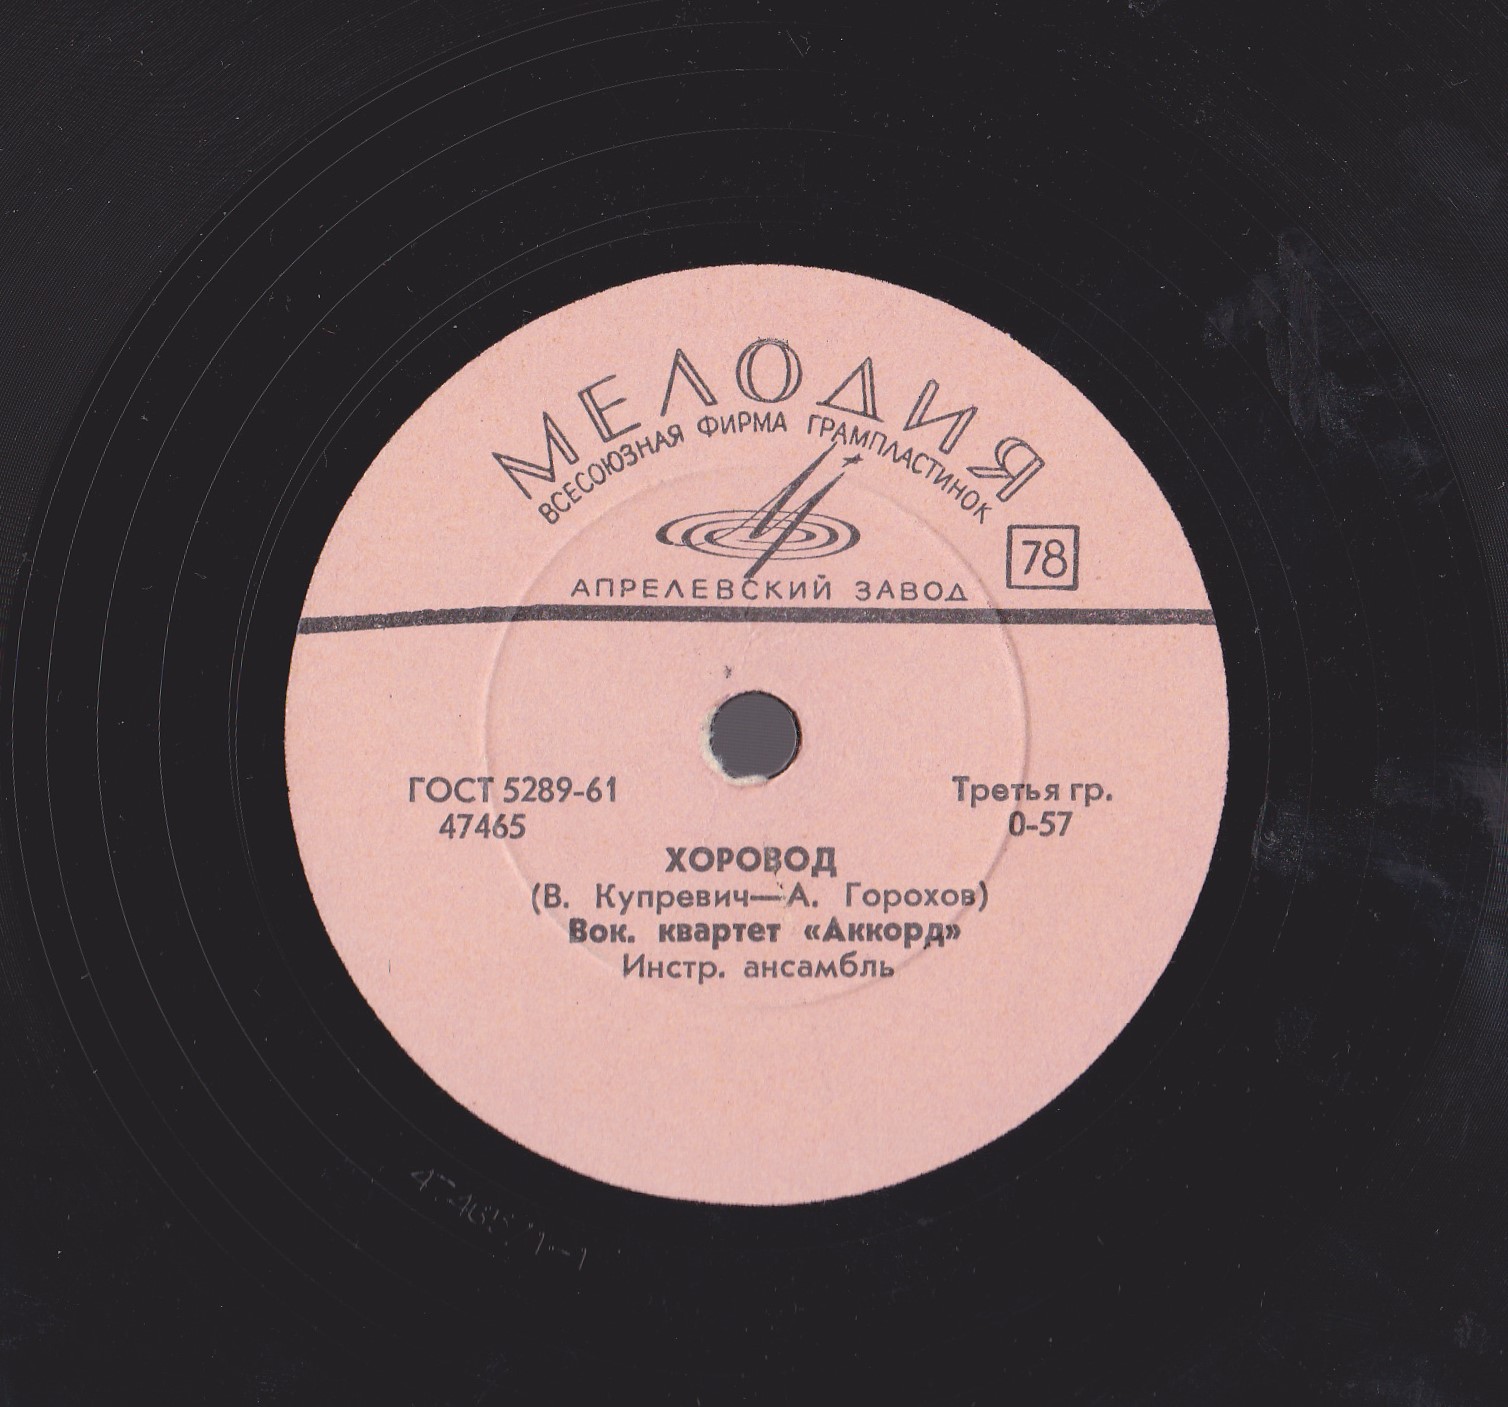 МЕЛОДИЯ
ВСЕСОЮЗНАЯ ФИРМА ГРАМПЛАСТИНОК
78
АПРЕЛЕВСКИЙ ЗАВОД
ГОСТ 5289-61
47465
Третья гр.
0-57
ХОРОВОД
(В. Купревич—А. Горохов)
Вок. квартет «Аккорд»
Инстр. ансамбль